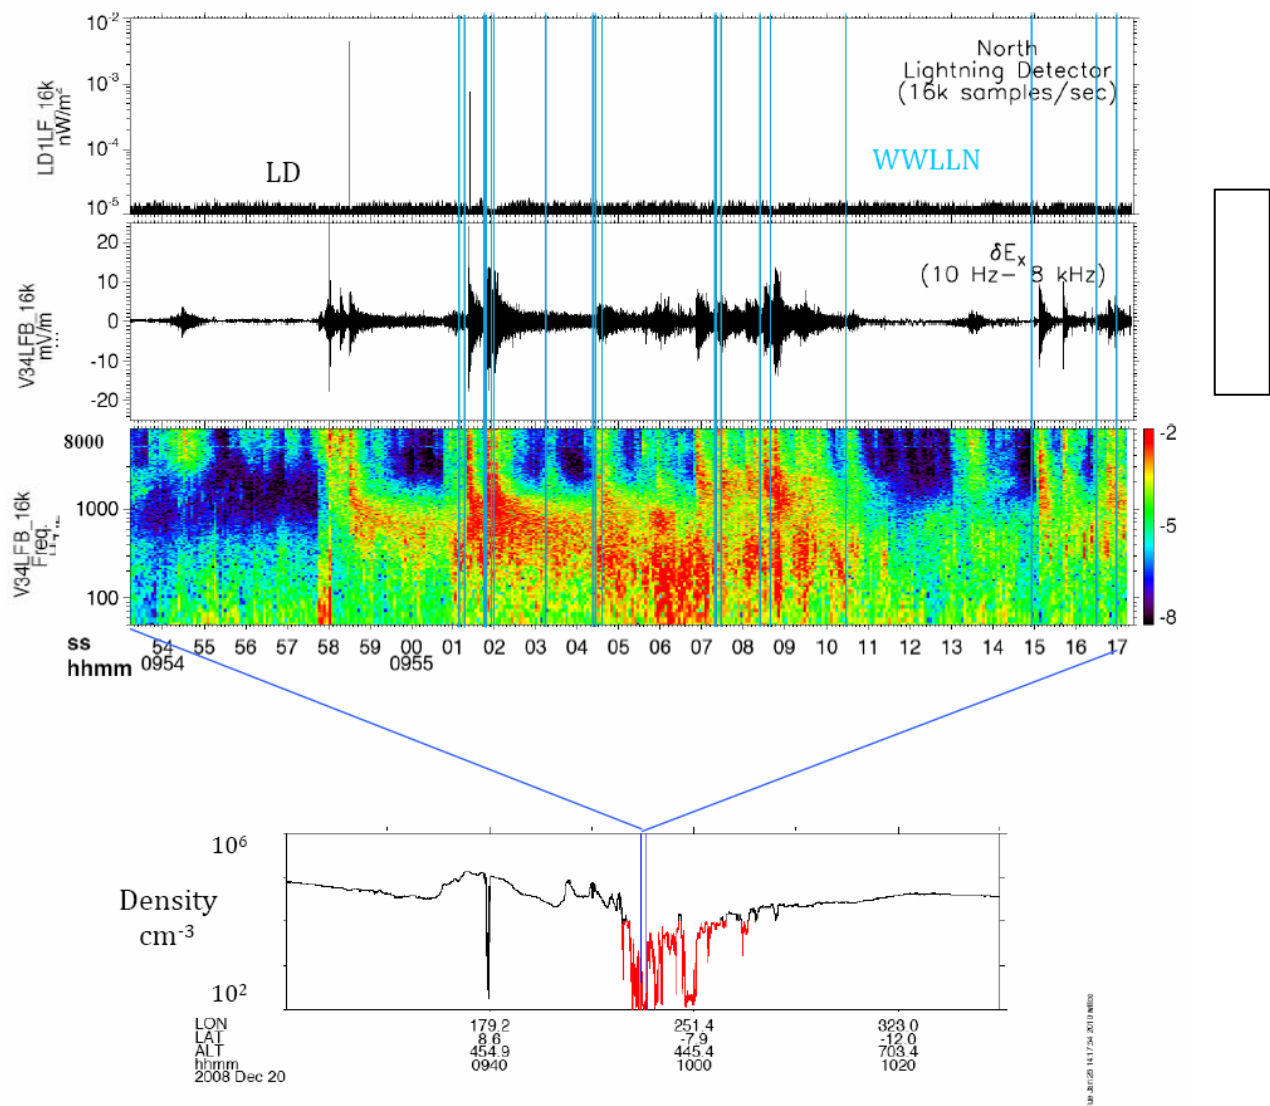 10-2
10-3
10-4
10-5
LD1LF_16k
nW/m2
North
Lightning Detector
(16k samples/sec)
LD
WWLLN
20
10
0
-10
-20
V34LFB_16k
mV/m
δEx
(10 Hz- 8 kHz)
8000
1000
100
V34LFB_16k
Freq.
-2
-5
-8
ss 54 55 56 57 58 59 00 01 02 03 04 05 06 07 08 09 10 11 12 13 14 15 16 17
hhmm 0954 0955
106
Density
cm-3
102
LON 179.2 251.4 323.0
LAT 8.6 -7.9 -12.0
ALT 454.9 445.4 703.4
hhmm 0940 1000 1020
2008 Dec 20